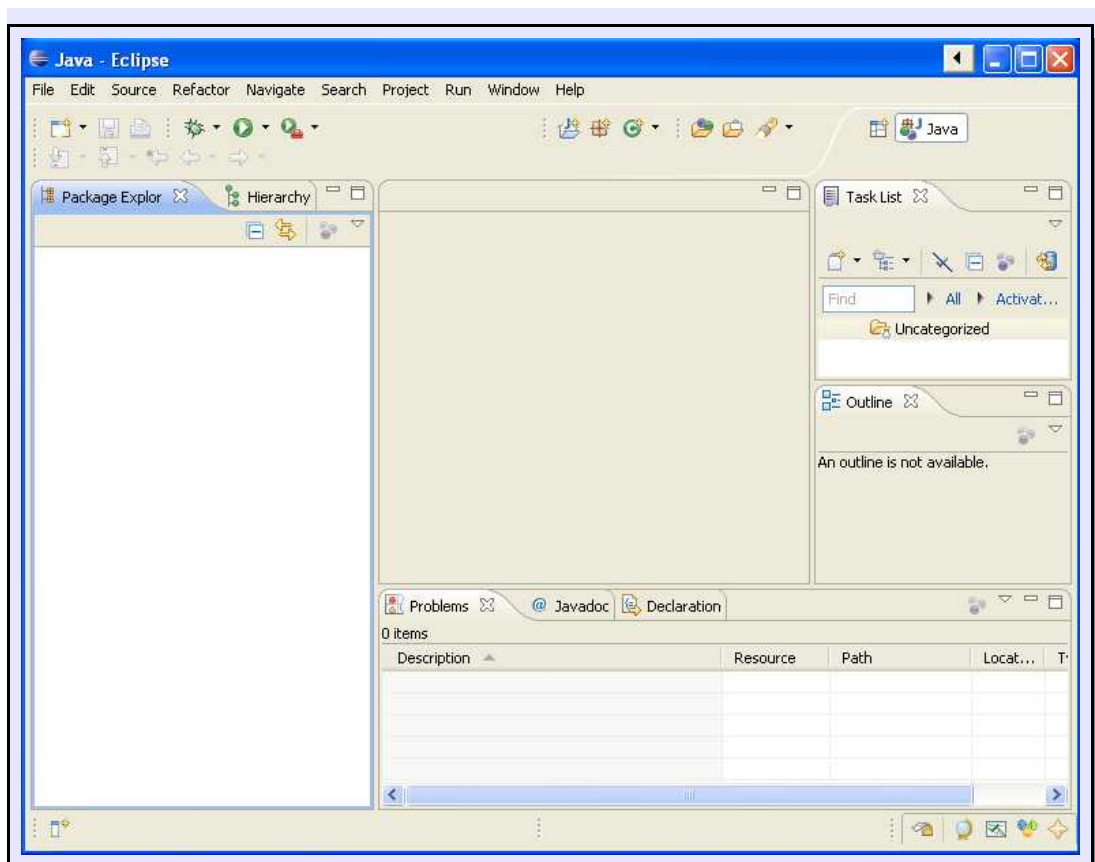 Java - Eclipse
File Edit Source Refactor Navigate Search Project Run Window Help
Java
Package Explor
Hierarchy
Task List
Find
All
Activat...
Uncategorized
Outline
An outline is not available.
Problems
@ Javadoc
Declaration
0 items
Description
Resource
Path
Locat...
T